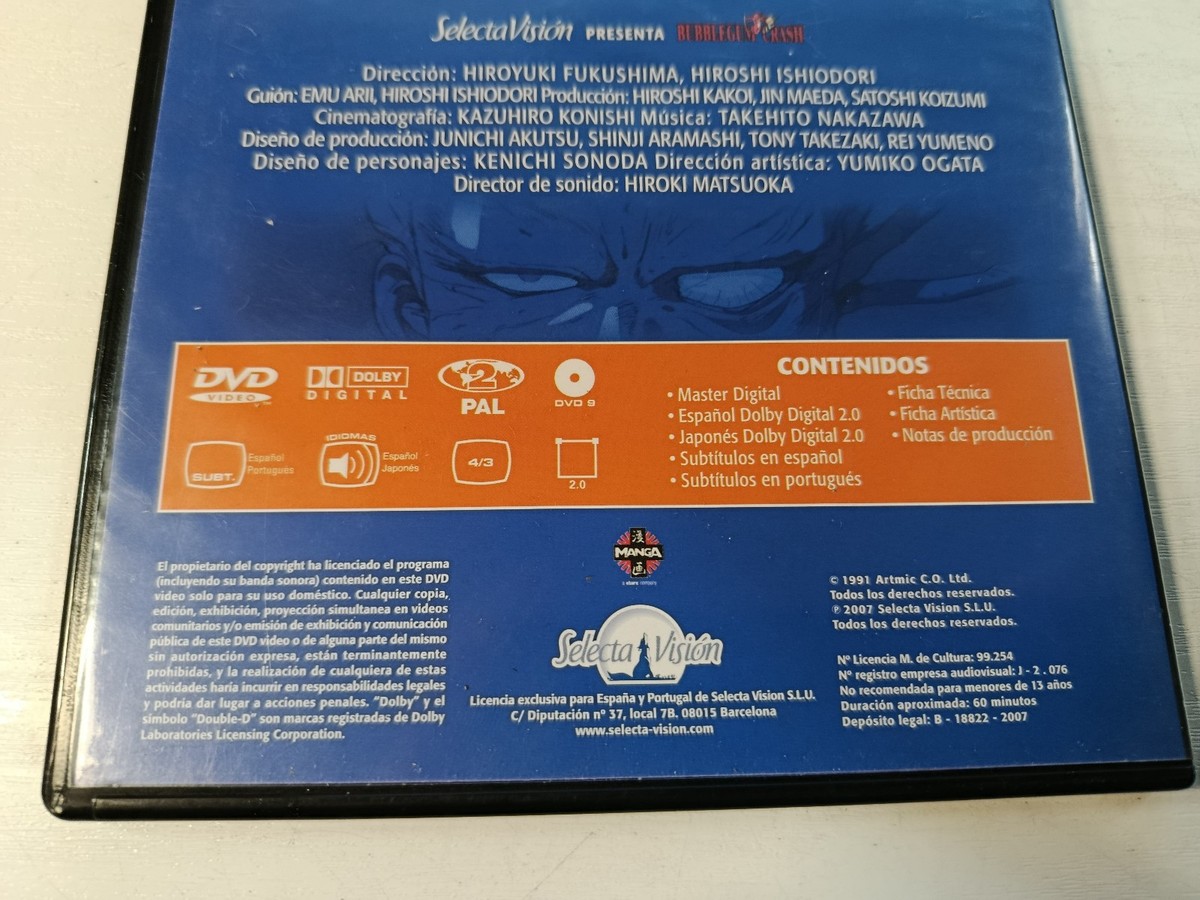 Selecta Visión PRESENTA BUBBLEGUM CRASH
Dirección: HIROYUKI FUKUSHIMA, HIROSHI ISHIODORI
Guión: EMU ARII, HIROSHI ISHIODORI Producción: HIROSHI KAKOI, JIN MAEDA, SATOSHI KOIZUMI
Cinematografía: KAZUHIRO KONISHI Música: TAKEHITO NAKAZAWA
Diseño de producción: JUNICHI AKUTSU, SHINJI ARAMASHI, TONY TAKEZAKI, REI YUMENO
Diseño de personajes: KENICHI SONODA Dirección artística: YUMIKO OGATA
Director de sonido: HIROKI MATSUOKA
DVD
VIDEO
DOLBY
DIGITAL
2
PAL
DVD 9
SUBT.
Español
Portugués
IDIOMAS
Español
Japonés
4/3
2.0
CONTENIDOS
• Master Digital
• Español Dolby Digital 2.0
• Japonés Dolby Digital 2.0
• Subtítulos en español
• Subtítulos en portugués
• Ficha Técnica
• Ficha Artística
• Notas de producción
El propietario del copyright ha licenciado el programa
(incluyendo su banda sonora) contenido en este DVD
video solo para su uso doméstico. Cualquier copia,
edición, exhibición, proyección simultanea en videos
comunitarios y/o emisión de exhibición y comunicación
pública de este DVD video o de alguna parte del mismo
sin autorización expresa, están terminantemente
prohibidas, y la realización de cualquiera de estas
actividades haría incurrir en responsabilidades legales
y podría dar lugar a acciones penales. "Dolby" y el
símbolo "Double-D" son marcas registradas de Dolby
Laboratories Licensing Corporation.
漫
MANGA
画
Selecta Visión
Licencia exclusiva para España y Portugal de Selecta Vision S.L.U.
C/ Diputación nº 37, local 7B. 08015 Barcelona
www.selecta-vision.com
© 1991 Artmic C.O. Ltd.
Todos los derechos reservados.
℗ 2007 Selecta Vision S.L.U.
Todos los derechos reservados.
Nº Licencia M. de Cultura: 99.254
Nº registro empresa audiovisual: J - 2 . 076
No recomendada para menores de 13 años
Duración aproximada: 60 minutos
Depósito legal: B - 18822 - 2007